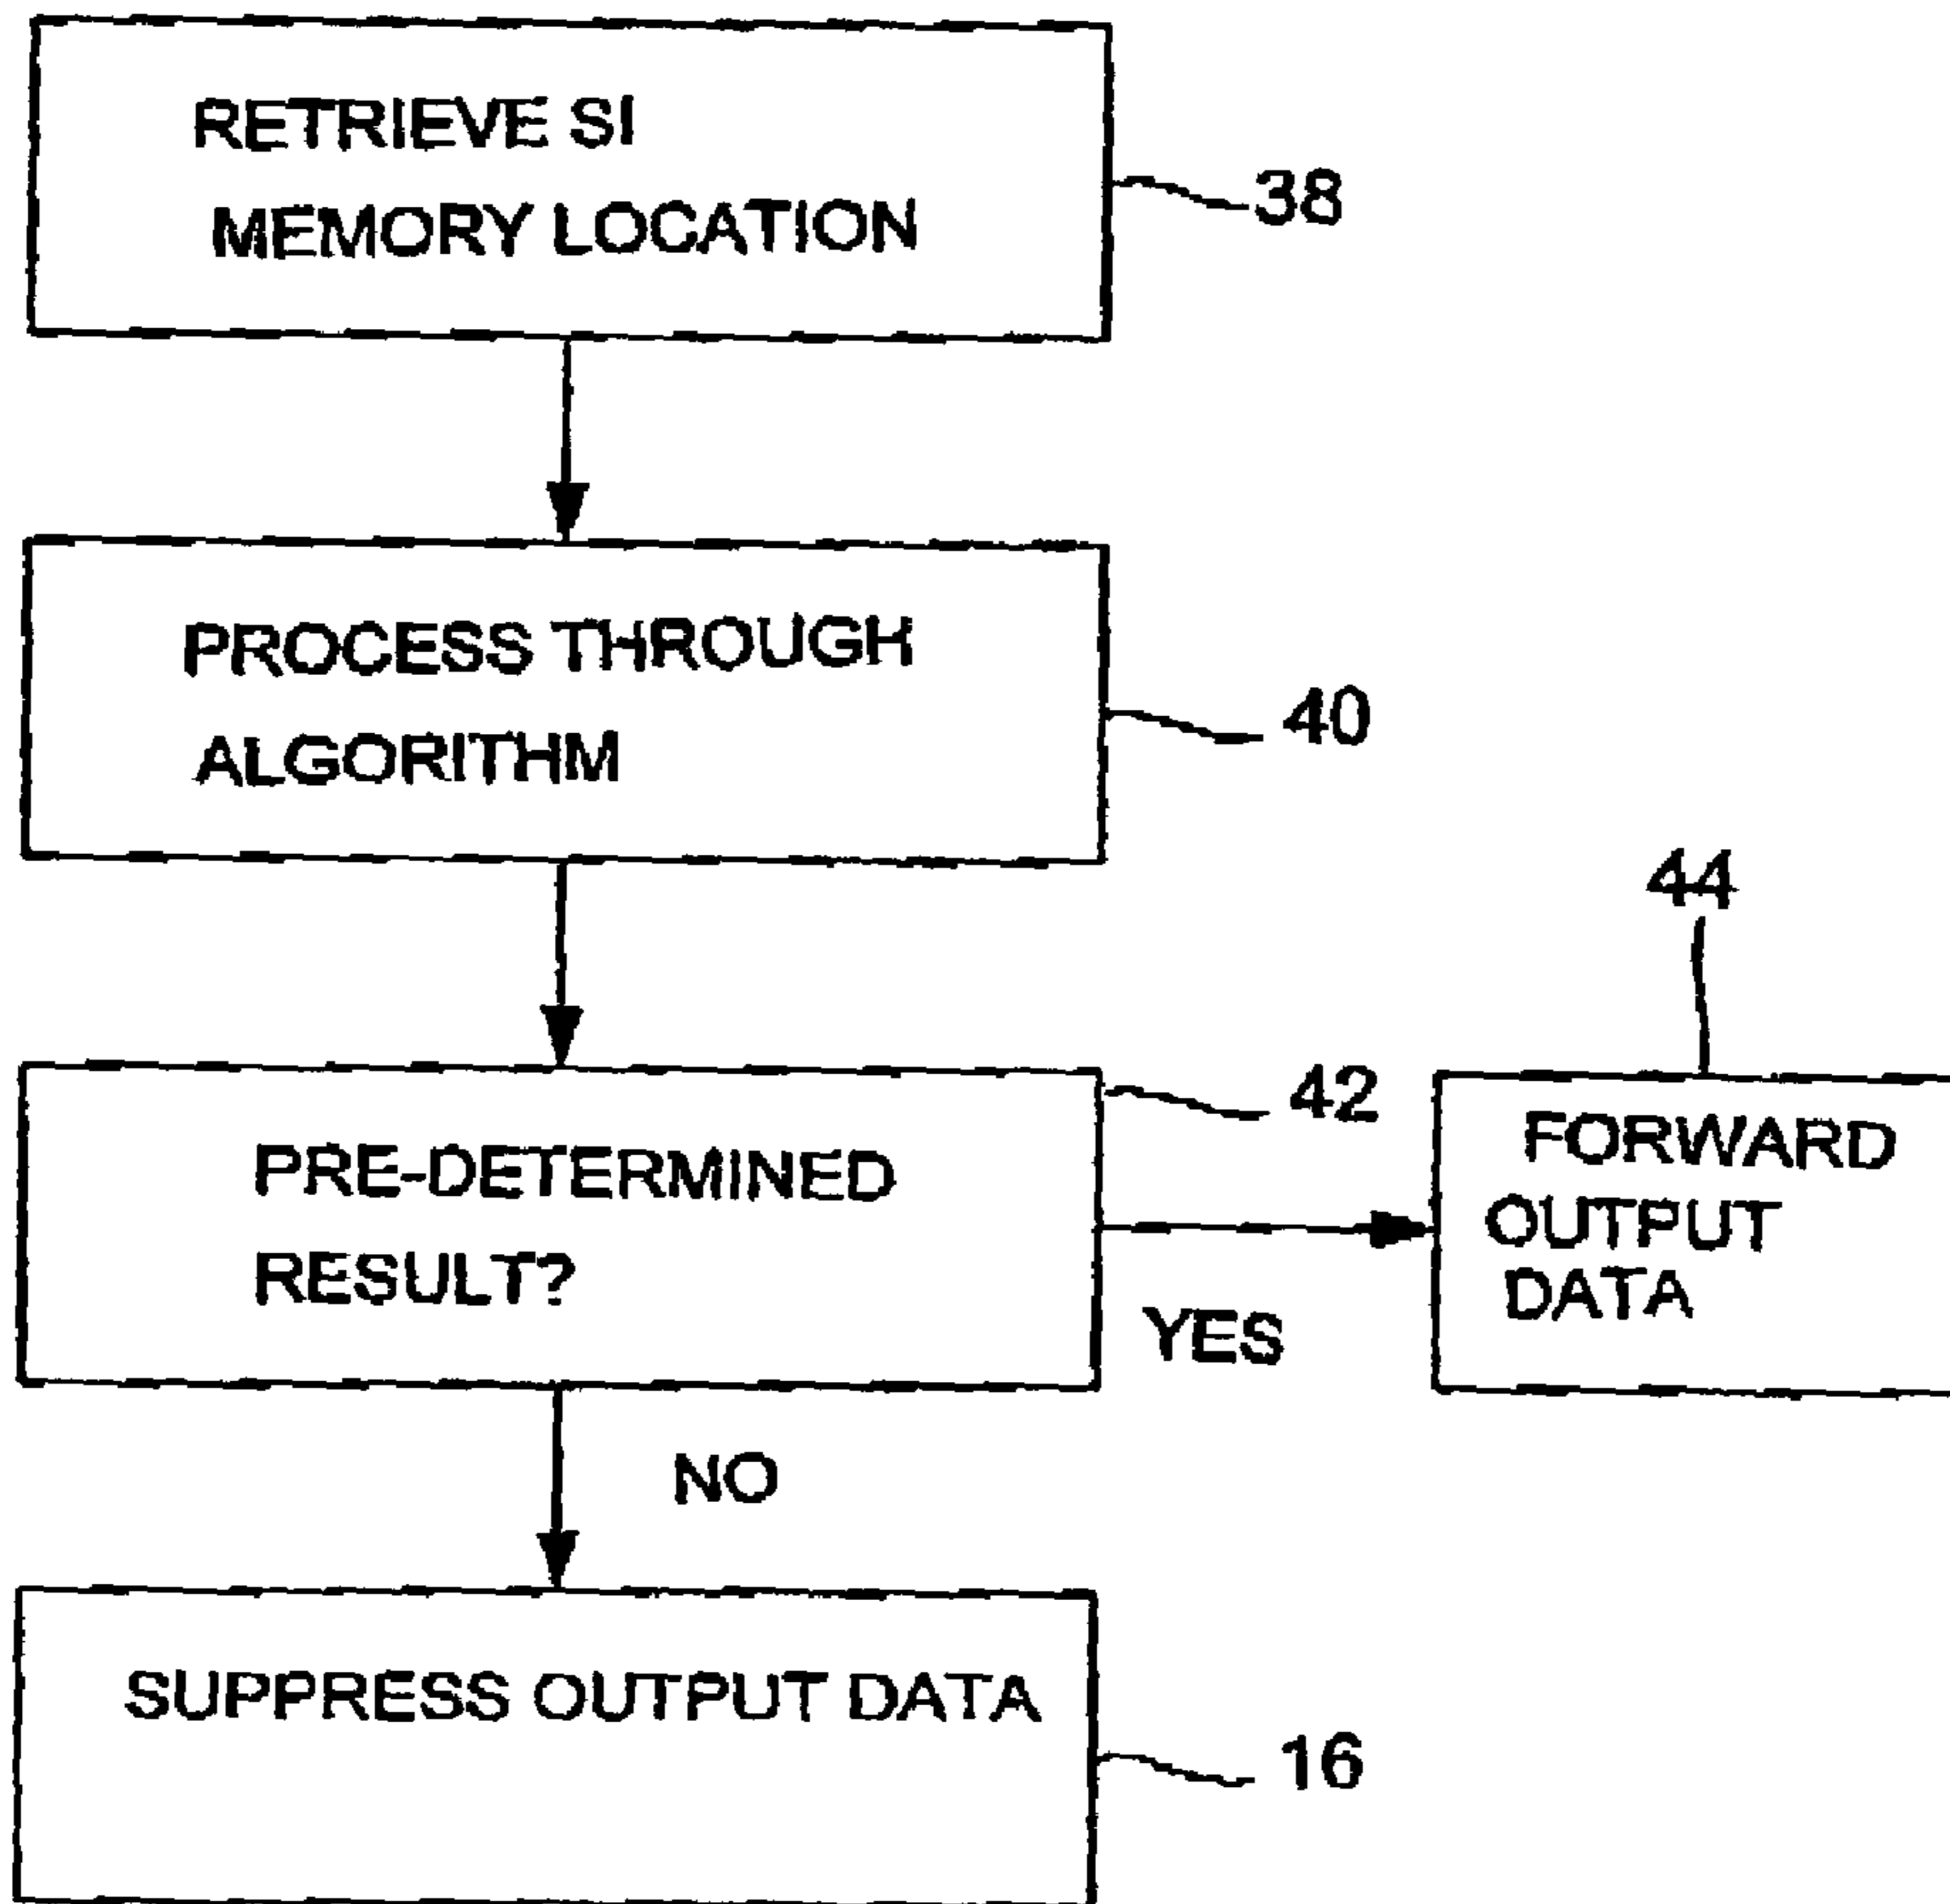 RETRIEVE SI
MEMORY LOCATION
38
PROCESS THROUGH
ALGORITHM
40
44
42
PRE-DETERMINED
RESULT?
YES
FORWARD
OUTPUT
DATA
NO
SUPPRESS OUTPUT DATA
16